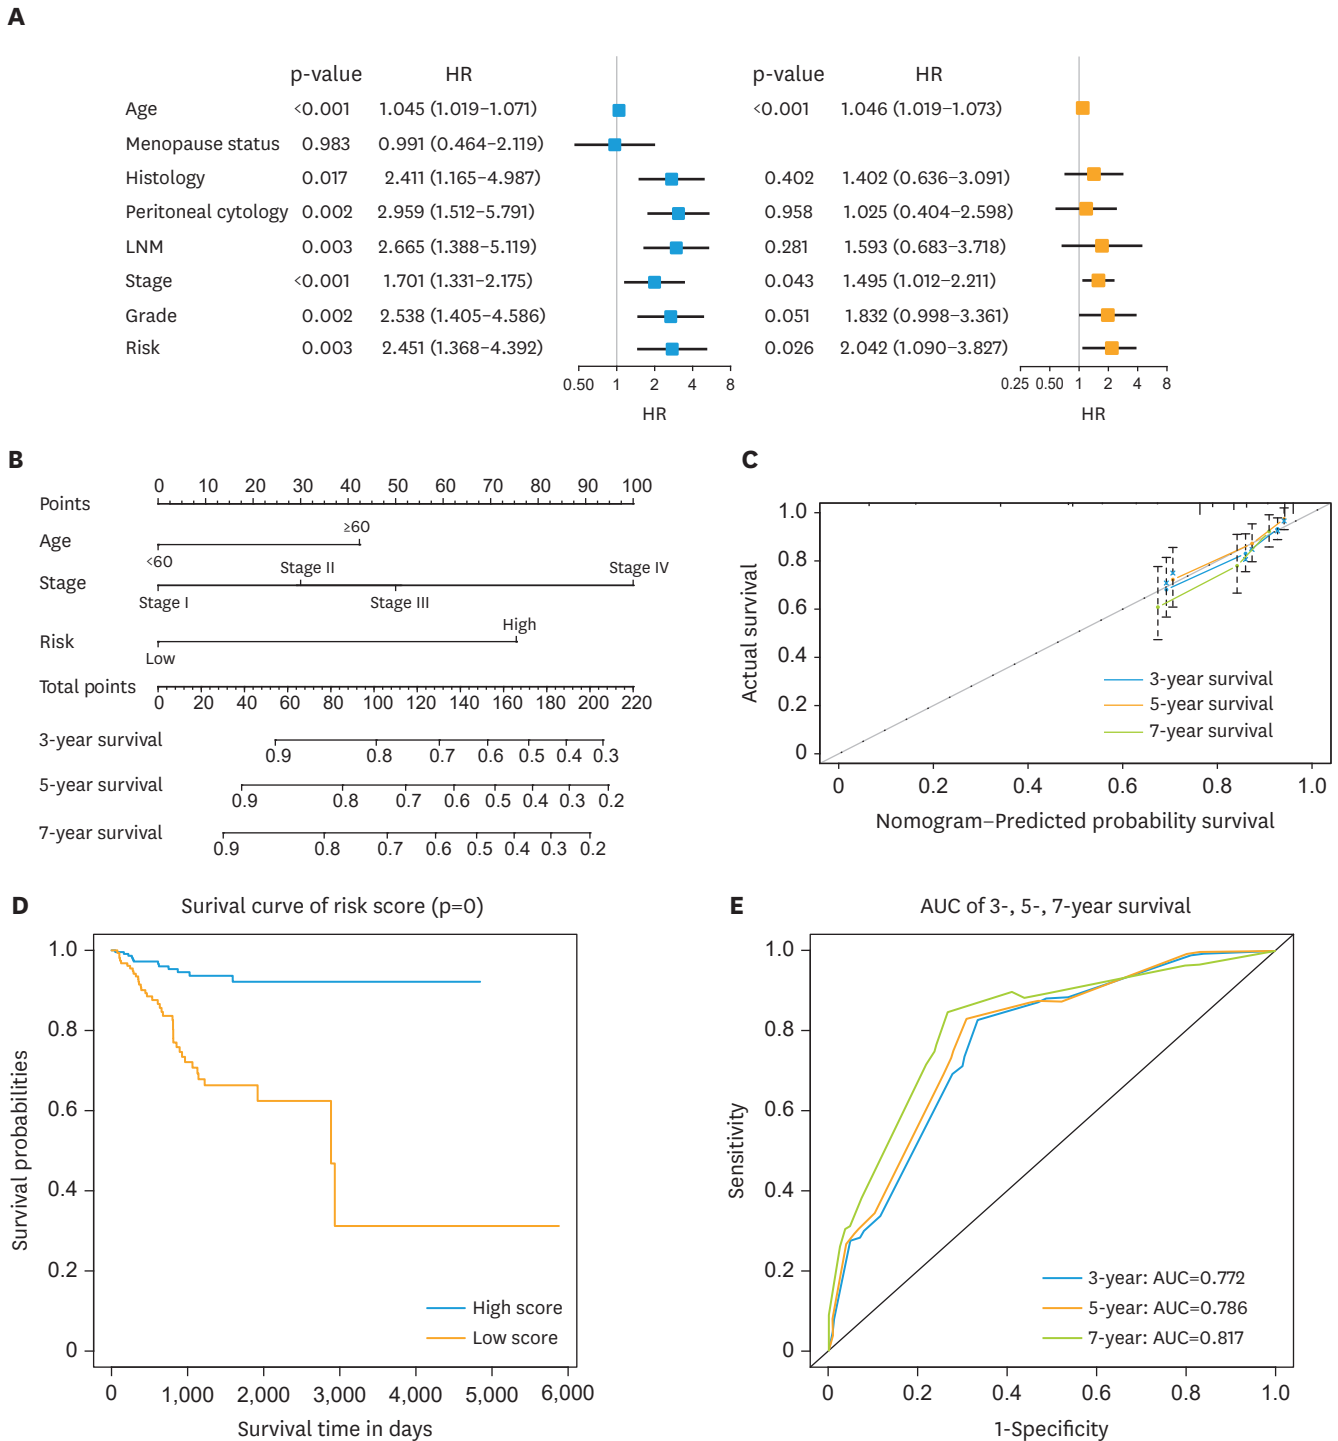 A
p-value HR p-value HR
Age <0.001 1.045 (1.019–1.071) <0.001 1.046 (1.019–1.073)
Menopause status 0.983 0.991 (0.464–2.119)
Histology 0.017 2.411 (1.165–4.987) 0.402 1.402 (0.636–3.091)
Peritoneal cytology 0.002 2.959 (1.512–5.791) 0.958 1.025 (0.404–2.598)
LNM 0.003 2.665 (1.388–5.119) 0.281 1.593 (0.683–3.718)
Stage <0.001 1.701 (1.331–2.175) 0.043 1.495 (1.012–2.211)
Grade 0.002 2.538 (1.405–4.586) 0.051 1.832 (0.998–3.361)
Risk 0.003 2.451 (1.368–4.392) 0.026 2.042 (1.090–3.827)
0.50 1 2 4 8 0.25 0.50 1 2 4 8
HR HR
B
Points 0 10 20 30 40 50 60 70 80 90 100
Age <60 ≥60
Stage Stage I Stage II Stage III Stage IV
Risk Low High
Total points 0 20 40 60 80 100 120 140 160 180 200 220
3-year survival 0.9 0.8 0.7 0.6 0.5 0.4 0.3
5-year survival 0.9 0.8 0.7 0.6 0.5 0.4 0.3 0.2
7-year survival 0.9 0.8 0.7 0.6 0.5 0.4 0.3 0.2
C
Actual survival
1.0
0.8
0.6
0.4
0.2
0
3-year survival
5-year survival
7-year survival
0 0.2 0.4 0.6 0.8 1.0
Nomogram–Predicted probability survival
D
Surival curve of risk score (p=0)
Survival probabilities
1.0
0.8
0.6
0.4
0.2
0
High score
Low score
0 1,000 2,000 3,000 4,000 5,000 6,000
Survival time in days
E
AUC of 3-, 5-, 7-year survival
Sensitivity
1.0
0.8
0.6
0.4
0.2
0
3-year: AUC=0.772
5-year: AUC=0.786
7-year: AUC=0.817
0 0.2 0.4 0.6 0.8 1.0
1-Specificity